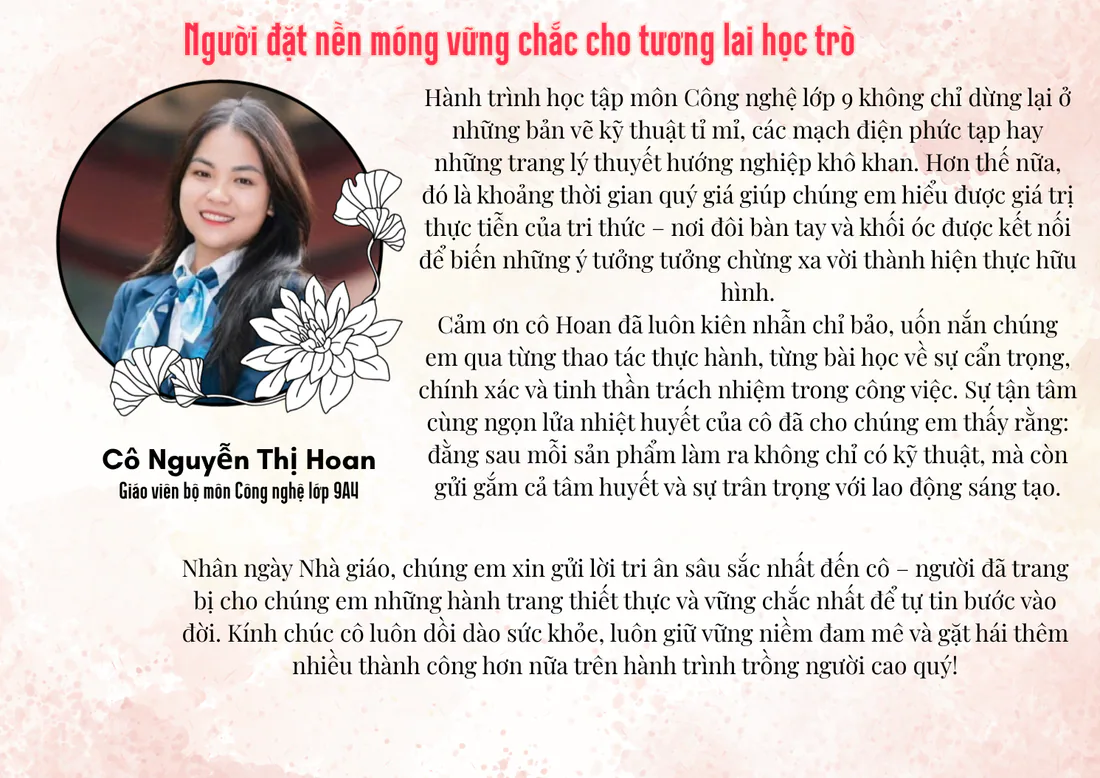 Người đặt nền móng vững chắc cho tương lai học trò
Hành trình học tập môn Công nghệ lớp 9 không chỉ dừng lại ở
những bản vẽ kỹ thuật tỉ mỉ, các mạch điện phức tạp hay
những trang lý thuyết hướng nghiệp khô khan. Hơn thế nữa,
đó là khoảng thời gian quý giá giúp chúng em hiểu được giá trị
thực tiễn của tri thức – nơi đôi bàn tay và khối óc được kết nối
để biến những ý tưởng tưởng chừng xa vời thành hiện thực hữu
hình.
Cảm ơn cô Hoan đã luôn kiên nhẫn chỉ bảo, uốn nắn chúng
em qua từng thao tác thực hành, từng bài học về sự cẩn trọng,
chính xác và tinh thần trách nhiệm trong công việc. Sự tận tâm
cùng ngọn lửa nhiệt huyết của cô đã cho chúng em thấy rằng:
đằng sau mỗi sản phẩm làm ra không chỉ có kỹ thuật, mà còn
gửi gắm cả tâm huyết và sự trân trọng với lao động sáng tạo.
Cô Nguyễn Thị Hoan
Giáo viên bộ môn Công nghệ lớp 9A4
Nhân ngày Nhà giáo, chúng em xin gửi lời tri ân sâu sắc nhất đến cô – người đã trang
bị cho chúng em những hành trang thiết thực và vững chắc nhất để tự tin bước vào
đời. Kính chúc cô luôn dồi dào sức khỏe, luôn giữ vững niềm đam mê và gặt hái thêm
nhiều thành công hơn nữa trên hành trình trồng người cao quý!